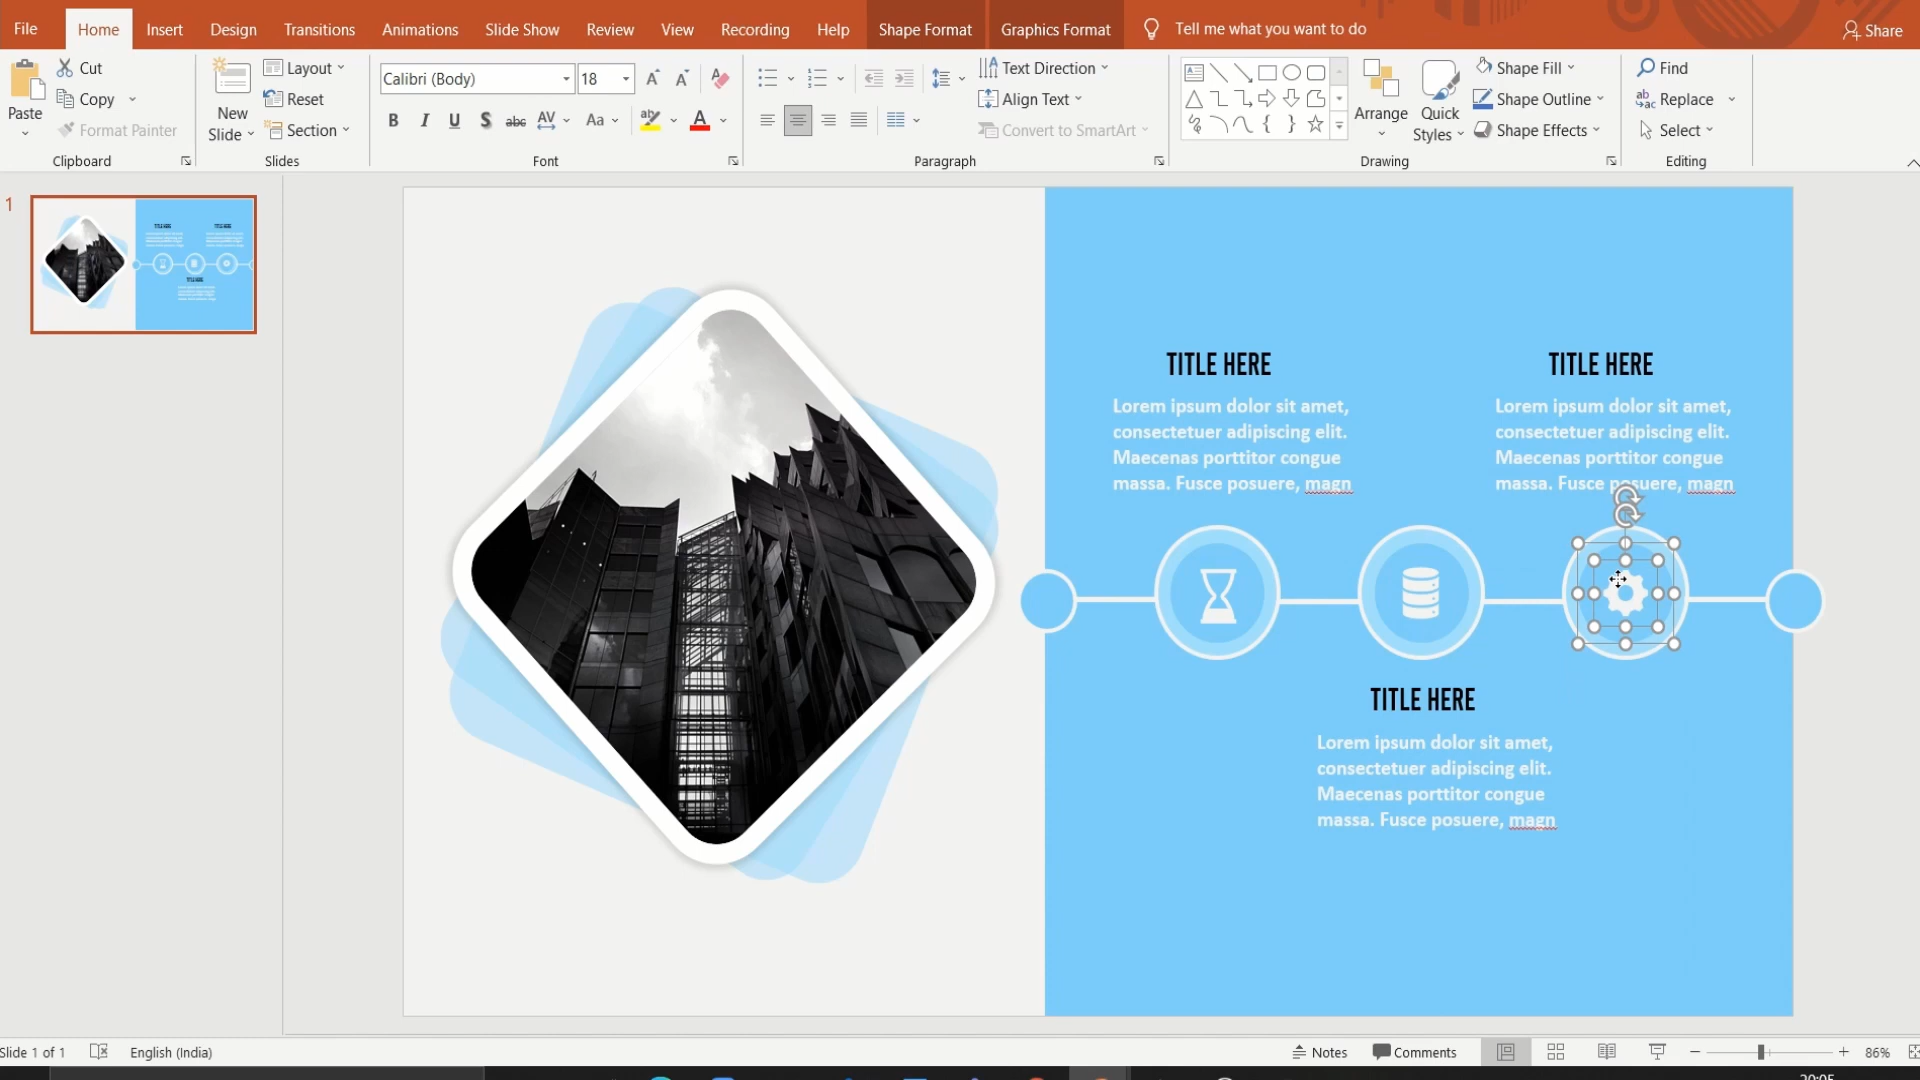 File Home Insert Design Transitions Animations Slide Show Review View Recording Help Shape Format Graphics Format Tell me what you want to do Share
Paste
Cut
Copy
Format Painter
Clipboard
New
Slide
Layout
Reset
Section
Slides
Calibri (Body) 18
B I U S abc AV Aa A
Font
Text Direction
Align Text
Convert to SmartArt
Paragraph
Arrange
Quick
Styles
Shape Fill
Shape Outline
Shape Effects
Drawing
Find
Replace
Select
Editing
1
TITLE HERE
Lorem ipsum dolor sit amet,
consectetuer adipiscing elit.
Maecenas porttitor congue
massa. Fusce posuere, magn
TITLE HERE
Lorem ipsum dolor sit amet,
consectetuer adipiscing elit.
Maecenas porttitor congue
massa. Fusce posuere, magn
TITLE HERE
Lorem ipsum dolor sit amet,
consectetuer adipiscing elit.
Maecenas porttitor congue
massa. Fusce posuere, magn
Slide 1 of 1 English (India) Notes Comments 86%